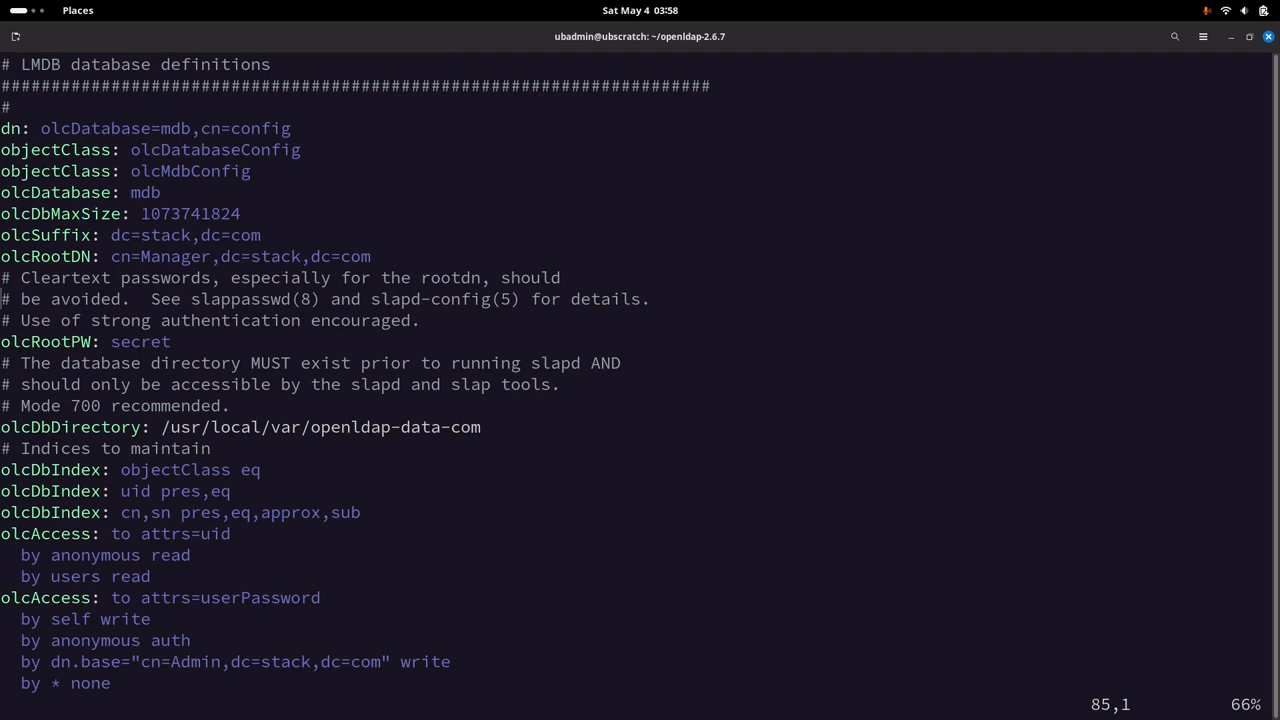 Places
Sat May 4 03:58
ubadmin@ubscratch: ~/openldap-2.6.7
# LMDB database definitions
#######################################################################
#
dn: olcDatabase=mdb,cn=config
objectClass: olcDatabaseConfig
objectClass: olcMdbConfig
olcDatabase: mdb
olcDbMaxSize: 1073741824
olcSuffix: dc=stack,dc=com
olcRootDN: cn=Manager,dc=stack,dc=com
# Cleartext passwords, especially for the rootdn, should
# be avoided.  See slappasswd(8) and slapd-config(5) for details.
# Use of strong authentication encouraged.
olcRootPW: secret
# The database directory MUST exist prior to running slapd AND
# should only be accessible by the slapd and slap tools.
# Mode 700 recommended.
olcDbDirectory: /usr/local/var/openldap-data-com
# Indices to maintain
olcDbIndex: objectClass eq
olcDbIndex: uid pres,eq
olcDbIndex: cn,sn pres,eq,approx,sub
olcAccess: to attrs=uid
  by anonymous read
  by users read
olcAccess: to attrs=userPassword
  by self write
  by anonymous auth
  by dn.base="cn=Admin,dc=stack,dc=com" write
  by * none
85,1 66%